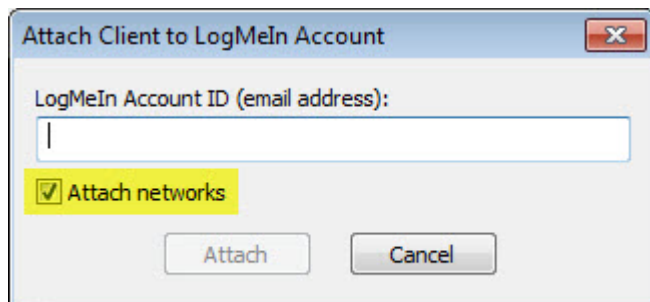 Attach Client to LogMeIn Account
LogMeIn Account ID (email address):
Attach networks
Attach Cancel